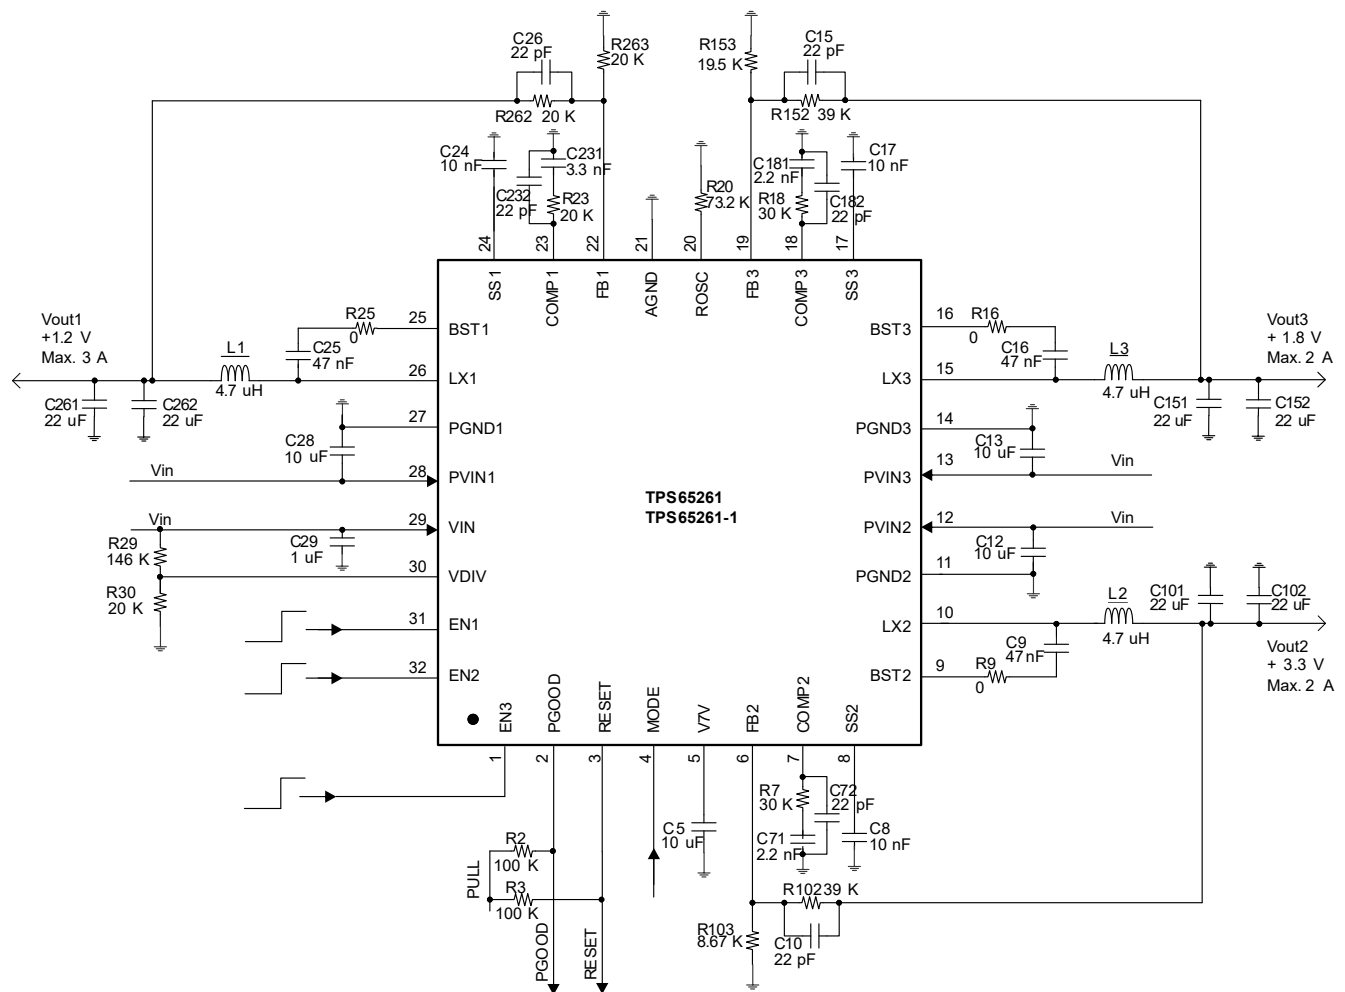 C26
22 pF
R263
20 K
R262 20 K
R153
19.5 K
C15
22 pF
R152 39 K
C24
10 nF
C231
3.3 nF
C232
22 pF
R23
20 K
R20
73.2 K
C181
2.2 nF
R18
30 K
C182
22 pF
C17
10 nF
24
23
22
21
20
19
18
17
SS1
COMP1
FB1
AGND
ROSC
FB3
COMP3
SS3
Vout1
+1.2 V
Max. 3 A
C261
22 uF
C262
22 uF
L1
4.7 uH
R25
0
C25
47 nF
25
BST1
26
LX1
27
PGND1
C28
10 uF
Vin
28
PVIN1
Vin
29
VIN
R29
146 K
C29
1 uF
30
VDIV
R30
20 K
31
EN1
32
EN2
TPS65261
TPS65261-1
BST3
16
R16
0
C16
47 nF
LX3
15
L3
4.7 uH
Vout3
+ 1.8 V
Max. 2 A
C151
22 uF
C152
22 uF
PGND3
14
C13
10 uF
PVIN3
13
Vin
PVIN2
12
Vin
C12
10 uF
PGND2
11
LX2
10
L2
4.7 uH
C101
22 uF
C102
22 uF
C9
47 nF
BST2
9
R9
0
Vout2
+ 3.3 V
Max. 2 A
EN3
PGOOD
RESET
MODE
V7V
FB2
COMP2
SS2
1
2
3
4
5
6
7
8
R2
100 K
R3
100 K
PULL
PGOOD
RESET
C5
10 uF
R7
30 K
C72
22 pF
C71
2.2 nF
C8
10 nF
R102 39 K
R103
8.67 K
C10
22 pF